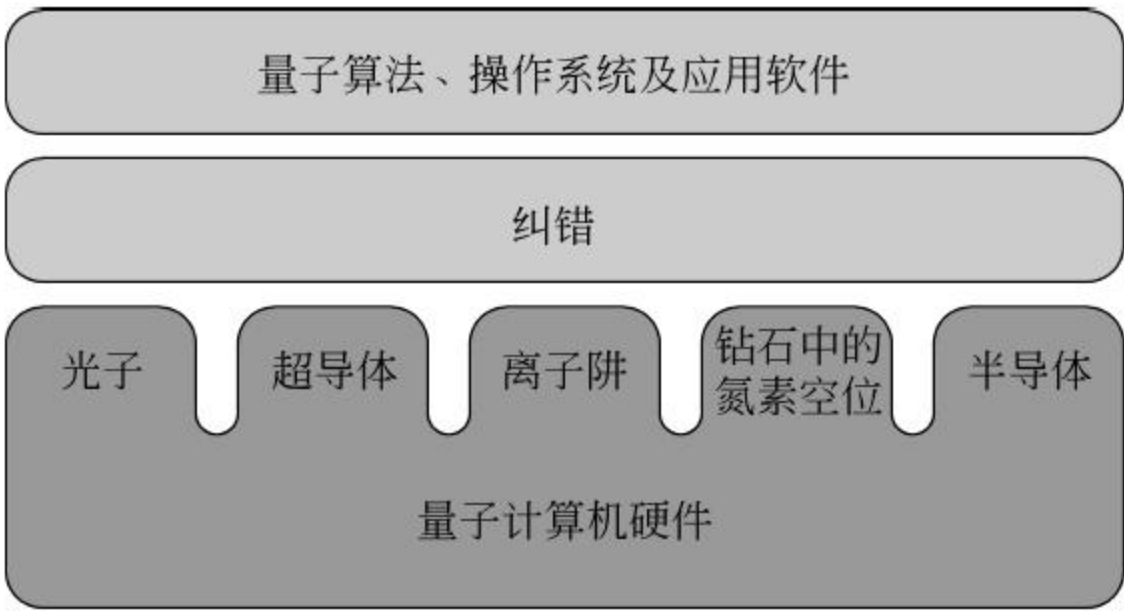 量子算法、操作系统及应用软件
纠错
光子
超导体
离子阱
钻石中的
氮素空位
半导体
量子计算机硬件